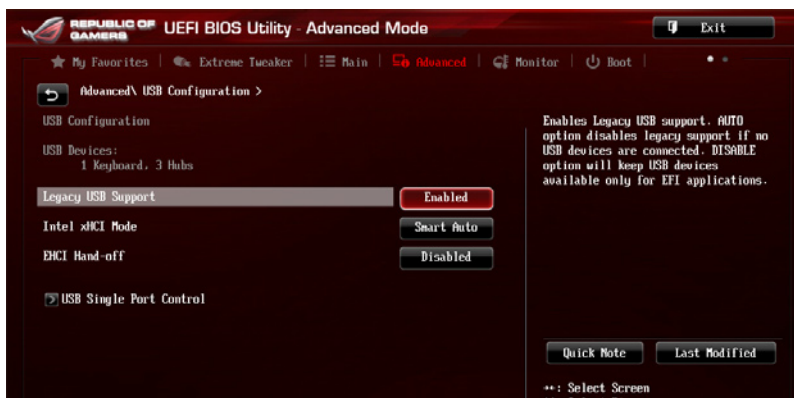 REPUBLIC OF GAMERS UEFI BIOS Utility - Advanced Mode Exit
My Favorites Extreme Tweaker Main Advanced Monitor Boot
Advanced\ USB Configuration >
USB Configuration
USB Devices:
1 Keyboard, 3 Hubs
Legacy USB Support Enabled
Intel xHCI Mode Smart Auto
EHCI Hand-off Disabled
USB Single Port Control
Enables Legacy USB support. AUTO
option disables legacy support if no
USB devices are connected. DISABLE
option will keep USB devices
available only for EFI applications.
Quick Note Last Modified
→←: Select Screen